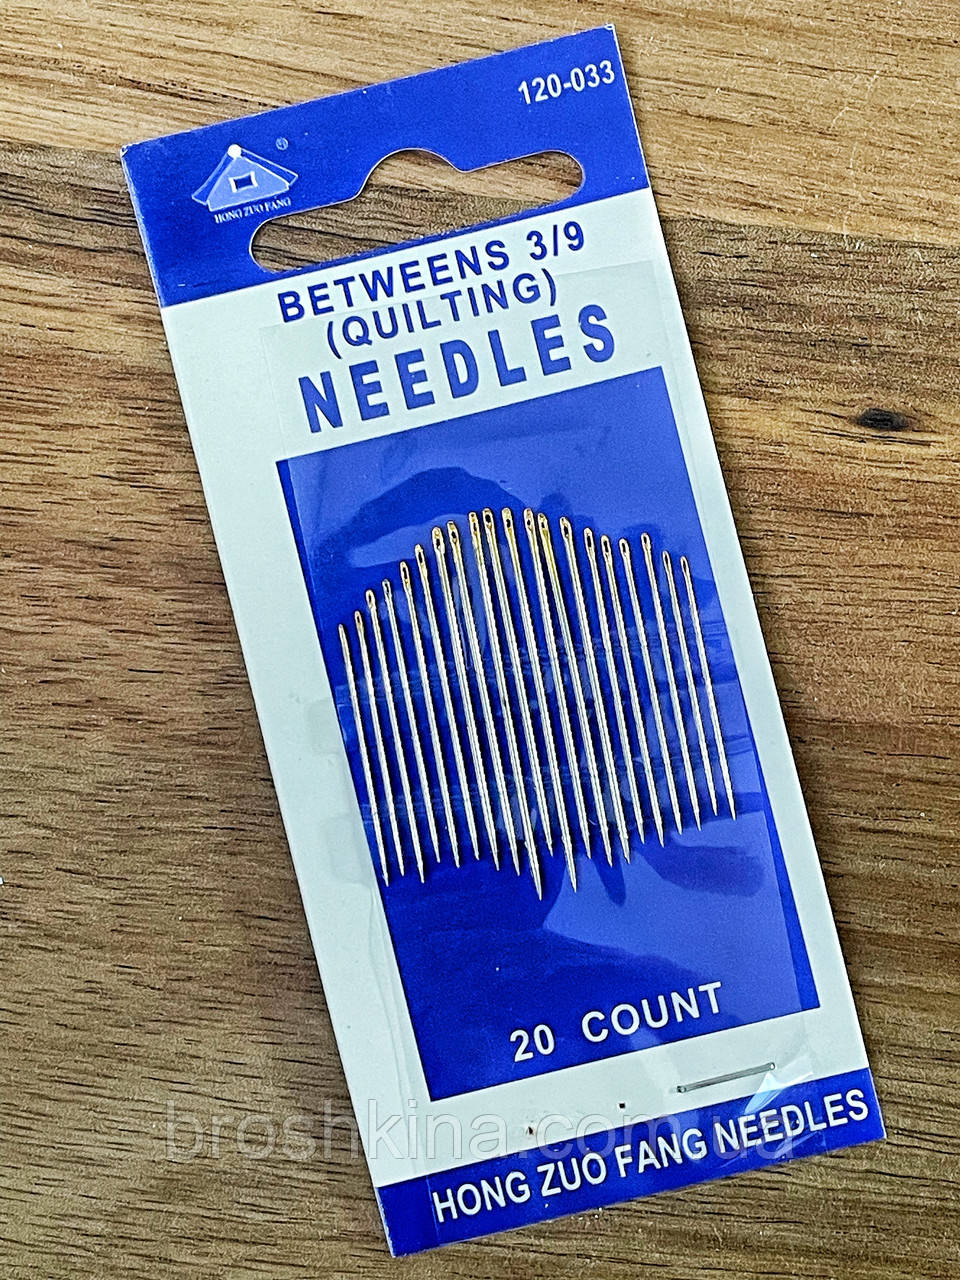 120-033
®
HONG ZUO FANG
BETWEENS 3/9
(QUILTING)
NEEDLES
20 COUNT
broshkina.com.ua
HONG ZUO FANG NEEDLES